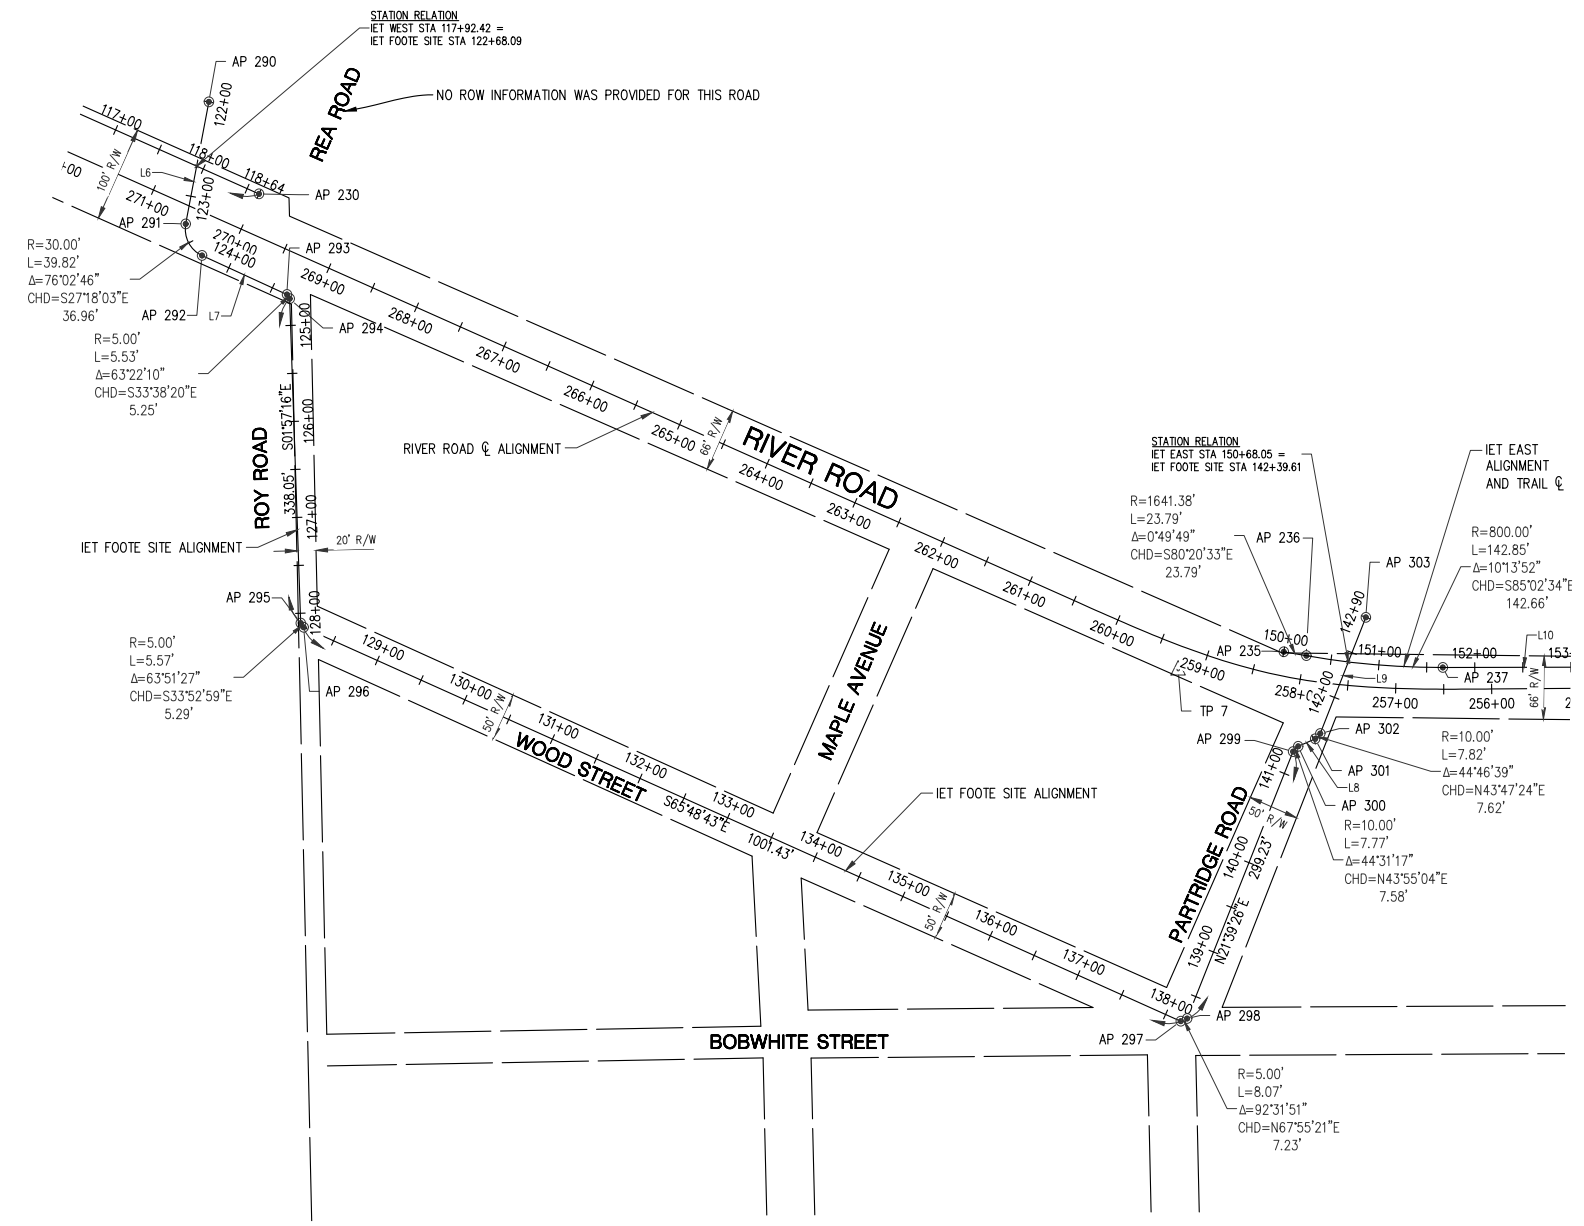 STATION RELATION
IET WEST STA 117+92.42 =
IET FOOTE SITE STA 122+68.09
AP 290
122+00
REA ROAD
NO ROW INFORMATION WAS PROVIDED FOR THIS ROAD
117+00
118+00
118+64
100' R/W
L6
123+00
AP 230
+00
271+00
AP 291
270+00
AP 293
R=30.00'
L=39.82'
Δ=76°02'46"
CHD=S27°18'03"E
36.96'
124+00
269+00
AP 292
L7
AP 294
268+00
R=5.00'
L=5.53'
Δ=63°22'10"
CHD=S33°38'20"E
5.25'
125+00
267+00
266+00
S01°57'16"E
126+00
ROY ROAD
RIVER ROAD ℄ ALIGNMENT
265+00
66' R/W
RIVER ROAD
264+00
263+00
262+00
261+00
260+00
259+00
338.05'
127+00
20' R/W
IET FOOTE SITE ALIGNMENT
STATION RELATION
IET EAST STA 150+68.05 =
IET FOOTE SITE STA 142+39.61
IET EAST
ALIGNMENT
AND TRAIL ℄
R=1641.38'
L=23.79'
Δ=0°49'49"
CHD=S80°20'33"E
23.79'
AP 236
R=800.00'
L=142.85'
Δ=10°13'52"
CHD=S85°02'34"E
142.66'
AP 303
142+90
AP 295
128+00
R=5.00'
L=5.57'
Δ=63°51'27"
CHD=S33°52'59"E
5.29'
AP 296
129+00
130+00
50' R/W
131+00
132+00
WOOD STREET
S65°48'43"E
133+00
1001.43'
134+00
MAPLE AVENUE
AP 235
150+00
151+00
152+00
L10
153+
L9
AP 237
66' R/W
258+
142+00
257+00
256+00
2
TP 7
AP 299
AP 302
R=10.00'
L=7.82'
Δ=44°46'39"
CHD=N43°47'24"E
7.62'
AP 301
L8
AP 300
R=10.00'
L=7.77'
Δ=44°31'17"
CHD=N43°55'04"E
7.58'
141+00
50' R/W
PARTRIDGE ROAD
140+00
299.23'
N21°39'26"E
139+00
IET FOOTE SITE ALIGNMENT
135+00
50' R/W
136+00
137+00
138+00
AP 298
AP 297
BOBWHITE STREET
R=5.00'
L=8.07'
Δ=92°31'51"
CHD=N67°55'21"E
7.23'